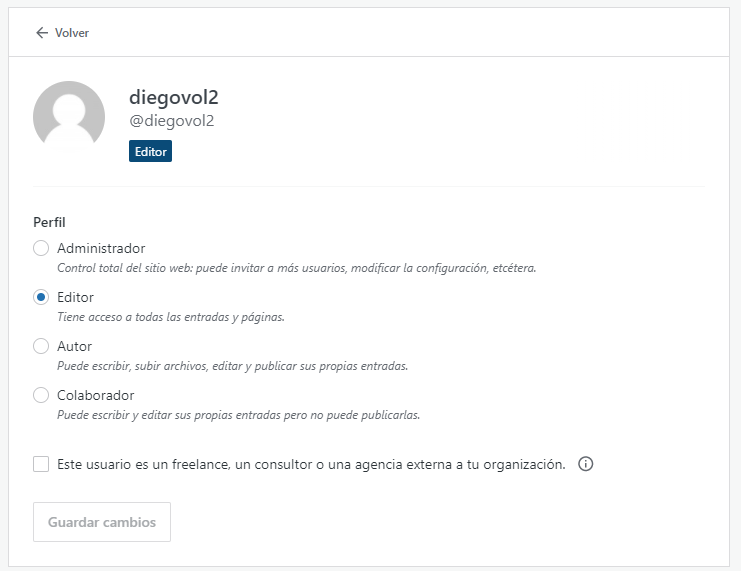 Volver
diegovol2
@diegovol2
Editor
Perfil
Administrador
Control total del sitio web: puede invitar a más usuarios, modificar la configuración, etcétera.
Editor
Tiene acceso a todas las entradas y páginas.
Autor
Puede escribir, subir archivos, editar y publicar sus propias entradas.
Colaborador
Puede escribir y editar sus propias entradas pero no puede publicarlas.
Este usuario es un freelance, un consultor o una agencia externa a tu organización.
Guardar cambios